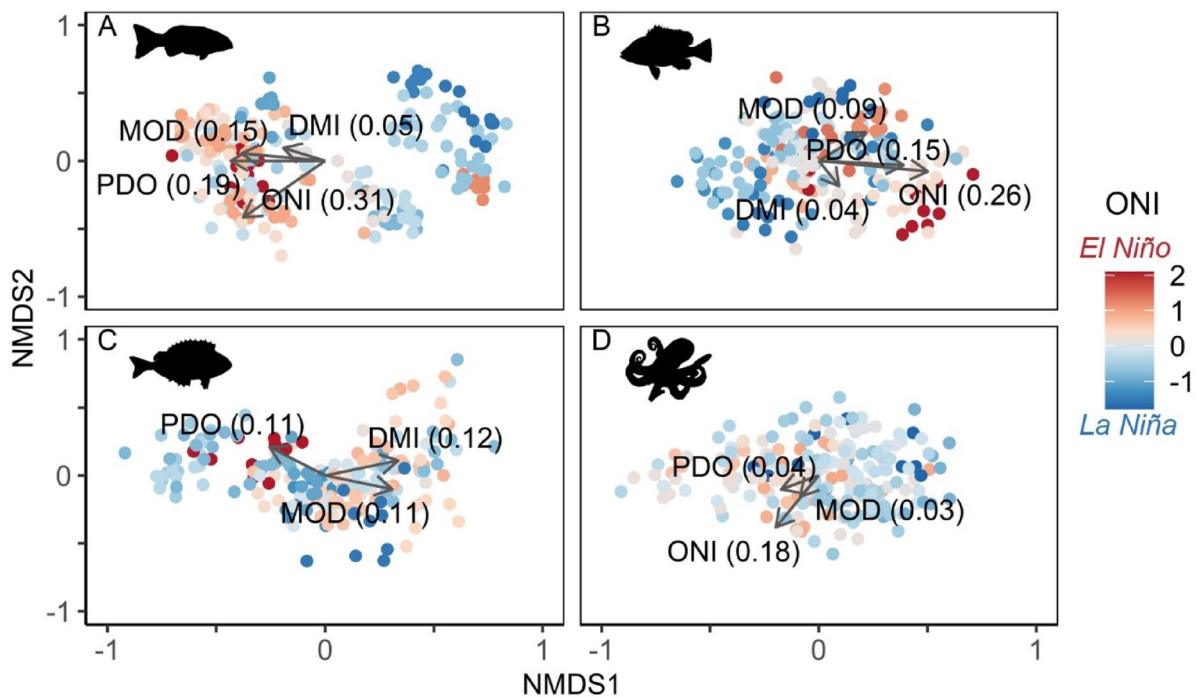 A
B
1
MOD (0.15)
DMI (0.05)
MOD (0.09)
0
PDO (0.15)
PDO (0.19)
ONI (0.31)
DMI (0.04)
ONI (0.26)
-1
ONI
El Niño
2
1
0
-1
La Niña
NMDS2
C
D
1
PDO (0.11)
DMI (0.12)
PDO (0.04)
0
MOD (0.11)
MOD (0.03)
ONI (0.18)
-1
-1 0 1
-1 0 1
NMDS1